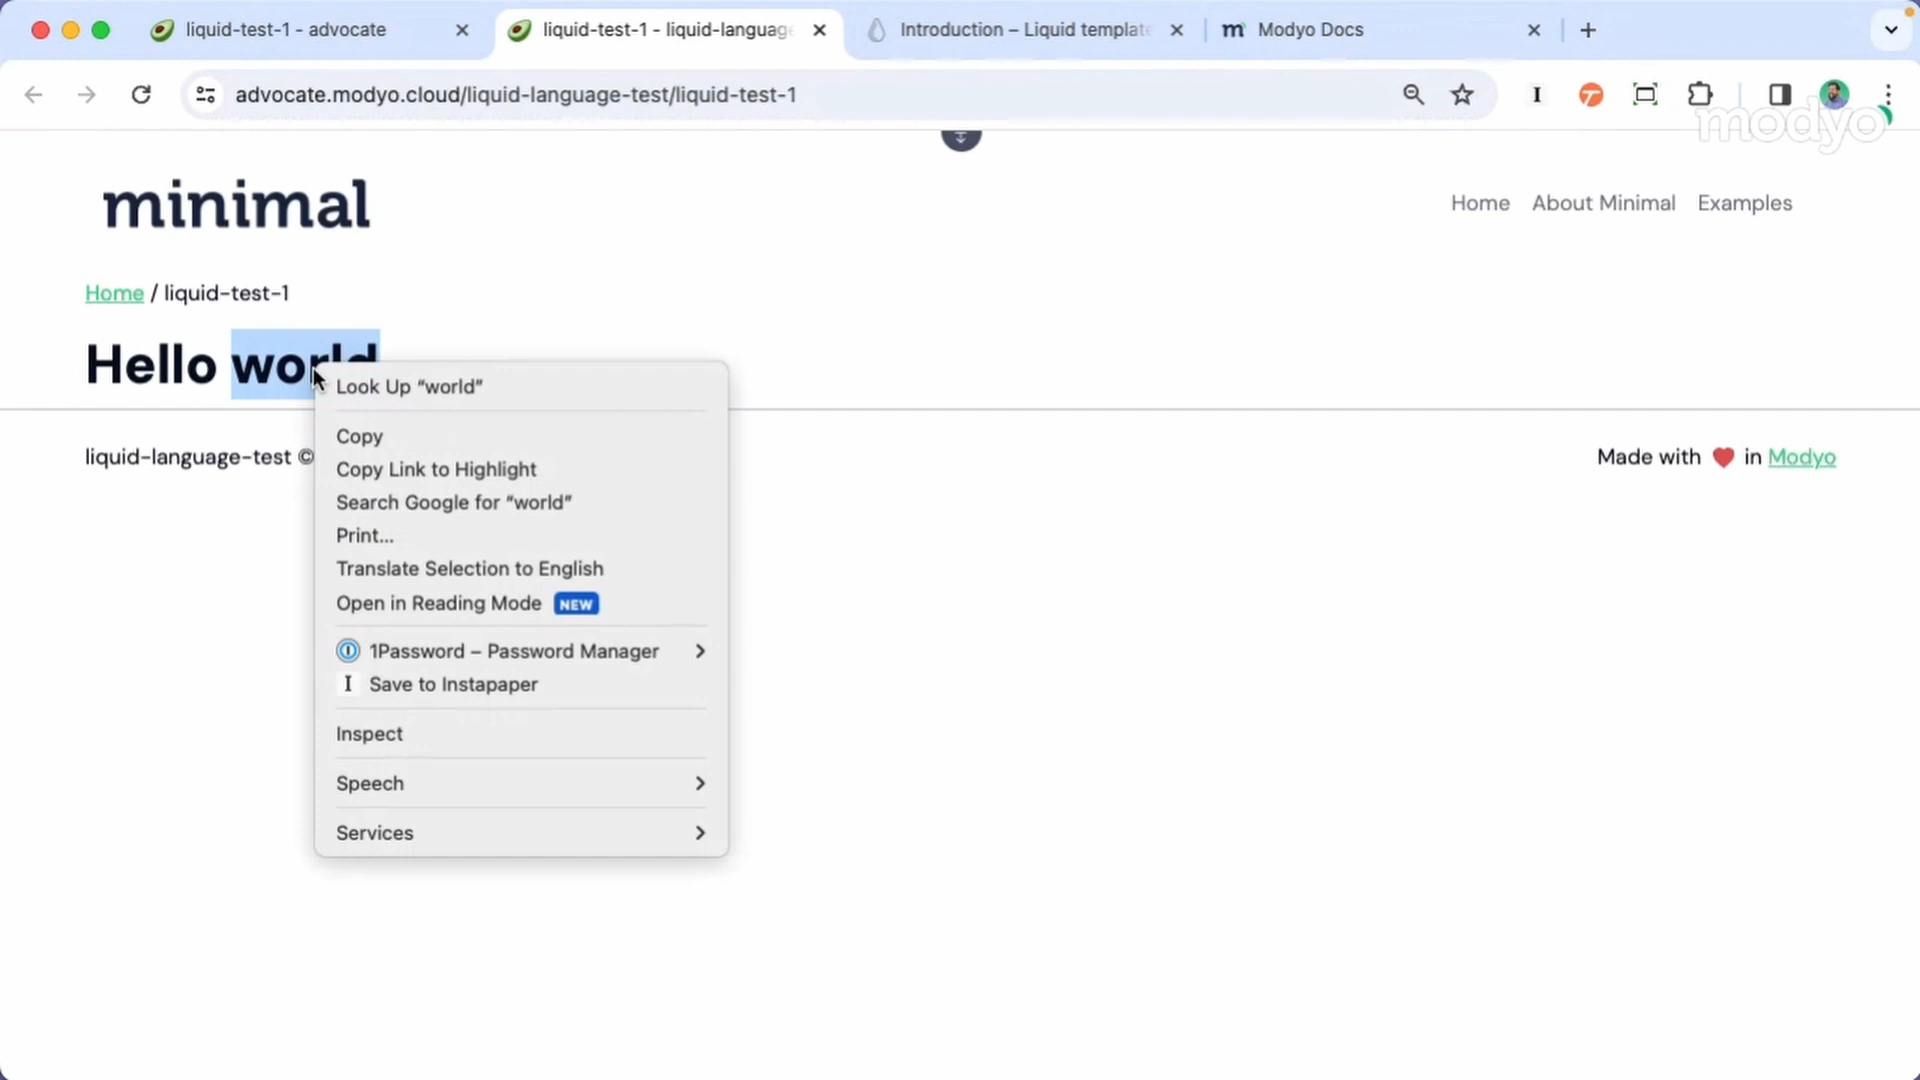 liquid-test-1 - advocate
liquid-test-1 - liquid-language
Introduction – Liquid template
Modyo Docs
advocate.modyo.cloud/liquid-language-test/liquid-test-1
modyo
minimal
Home About Minimal Examples
Home / liquid-test-1
Hello world
Look Up “world”
Copy
liquid-language-test ©
Made with ❤ in Modyo
Copy Link to Highlight
Search Google for “world”
Print...
Translate Selection to English
Open in Reading Mode NEW
1Password – Password Manager
Save to Instapaper
Inspect
Speech
Services